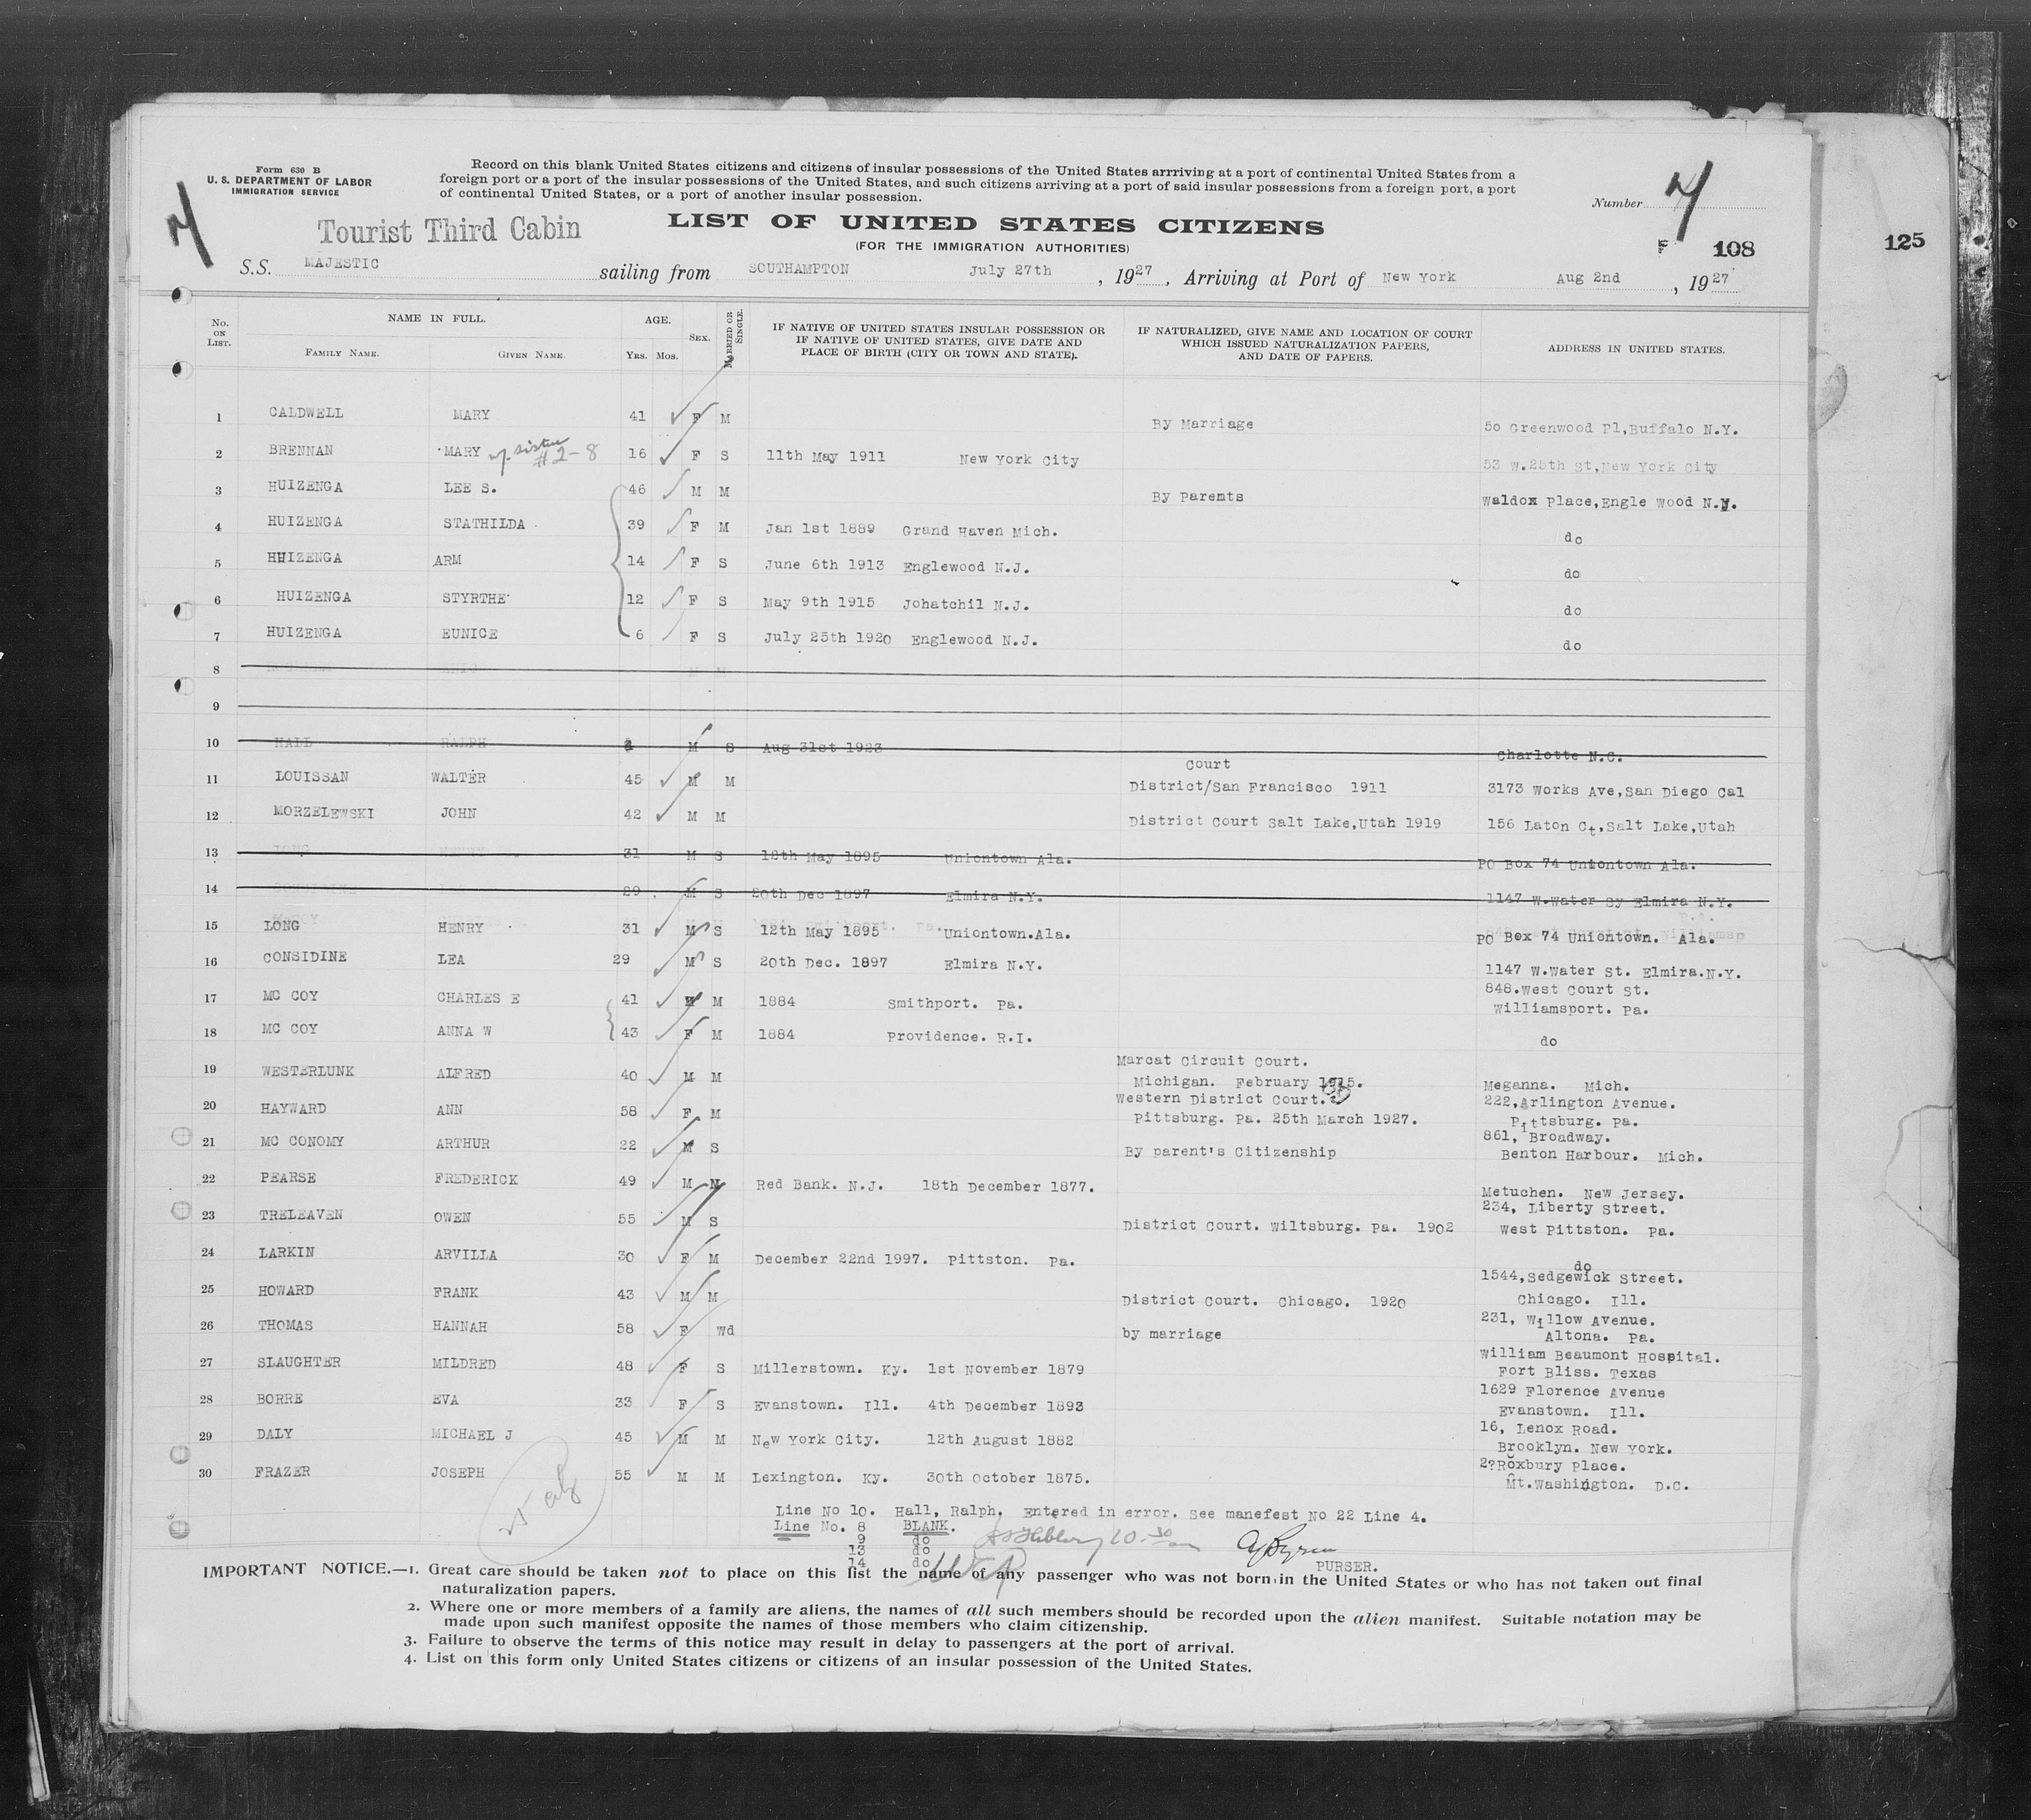 Form 630 B
U. S. DEPARTMENT OF LABOR
IMMIGRATION SERVICE
Record on this blank United States citizens and citizens of insular possessions of the United States arrriving at a port of continental United States from a
foreign port or a port of the insular possessions of the United States, and such citizens arriving at a port of said insular possessions from a foreign port, a port
of continental United States, or a port of another insular possession.
Number
Tourist Third Cabin
LIST OF UNITED STATES CITIZENS
(FOR THE IMMIGRATION AUTHORITIES)
108
125
S.S. MAJESTIC sailing from SOUTHAMPTON July 27th, 1927, Arriving at Port of New York Aug 2nd, 1927
No. ON LIST. NAME IN FULL. FAMILY NAME. GIVEN NAME. AGE. YRS. MOS. SEX. MARRIED OR SINGLE. IF NATIVE OF UNITED STATES INSULAR POSSESSION OR IF NATIVE OF UNITED STATES, GIVE DATE AND PLACE OF BIRTH (CITY OR TOWN AND STATE). IF NATURALIZED, GIVE NAME AND LOCATION OF COURT WHICH ISSUED NATURALIZATION PAPERS, AND DATE OF PAPERS. ADDRESS IN UNITED STATES.
1 CALDWELL MARY 41 F M By Marriage 50 Greenwood Pl,Buffalo N.Y.
2 BRENNAN MARY w/ sister #2-8 16 F S 11th May 1911 New York City 53 W.25th St,New York City
3 HUIZENGA LEE S. 46 M M By Parents Waldox Place,Engle Wood N.J.
4 HUIZENGA STATHILDA 39 F M Jan 1st 1889 Grand Haven Mich. do
5 HUIZENGA ARM 14 F S June 6th 1913 Englewood N.J. do
6 HUIZENGA STYRTHE 12 F S May 9th 1915 Johatchil N.J. do
7 HUIZENGA EUNICE 6 F S July 25th 1920 Englewood N.J. do
8
9
10 HALL RALPH M S Aug 31st 1923 Charlotte N.C.
Court
11 LOUISSAN WALTER 45 M M District/San Francisco 1911 3173 Works Ave,San Diego Cal
12 MORZELEWSKI JOHN 42 M M District Court Salt Lake,Utah 1919 156 Laton Ct,Salt Lake,Utah
13 LONG 31 M S 12th May 1895 Uniontown Ala. PO Box 74 Uniontown Ala.
14 29 M S 20th Dec 1897 Elmira N.Y. 1147 W.Water Sy Elmira N.Y.
15 LONG HENRY 31 M S 12th May 1895 Uniontown.Ala. PO Box 74 Uniontown. Ala.
16 CONSIDINE LEA 29 M S 20th Dec. 1897 Elmira N.Y. 1147 W.Water St. Elmira.N.Y.
17 MC COY CHARLES E 41 M M 1884 Smithport. Pa. 848.West Court St.
Williamsport. Pa.
18 MC COY ANNA W 43 F M 1884 Providence. R.I. do
19 WESTERLUNK ALFRED 40 M M Marcat Circuit Court.
Michigan. February 1915. Meganna. Mich.
20 HAYWARD ANN 58 F M Western District Court. 222,Arlington Avenue.
Pittsburg. Pa. 25th March 1927. Pittsburg. Pa.
21 MC CONOMY ARTHUR 22 M S By parent's Citizenship 861, Broadway.
Benton Harbour. Mich.
22 PEARSE FREDERICK 49 M M Red Bank. N.J. 18th December 1877. Metuchen. New Jersey.
23 TRELEAVEN OWEN 55 M S District Court. Wiltsburg. Pa. 1902 234, Liberty Street.
West Pittston. Pa.
24 LARKIN ARVILLA 30 F M December 22nd 1997. Pittston. Pa. do
25 HOWARD FRANK 43 M M District Court. Chicago. 1920 1544,Sedgewick Street.
Chicago. Ill.
26 THOMAS HANNAH 58 F Wd by marriage 231, Willow Avenue.
Altona. Pa.
27 SLAUGHTER MILDRED 48 F S Millerstown. Ky. 1st November 1879 William Beaumont Hospital.
Fort Bliss. Texas
28 BORRE EVA 33 F S Evanstown. Ill. 4th December 1893 1629 Florence Avenue
Evanstown. Ill.
29 DALY MICHAEL J 45 M M New York City. 12th August 1882 16, Lenox Road.
Brooklyn. New York.
30 FRAZER JOSEPH 55 M M Lexington. Ky. 30th October 1875. 2?Roxbury Place.
Mt.Washington. D.C.
Line No 10. Hall, Ralph. Entered in error. See manefest No 22 Line 4.
Line No. 8 BLANK.
9 do
13 do
14 do
PURSER.
IMPORTANT NOTICE.—1. Great care should be taken not to place on this list the name of any passenger who was not born in the United States or who has not taken out final
naturalization papers.
2. Where one or more members of a family are aliens, the names of all such members should be recorded upon the alien manifest. Suitable notation may be
made upon such manifest opposite the names of those members who claim citizenship.
3. Failure to observe the terms of this notice may result in delay to passengers at the port of arrival.
4. List on this form only United States citizens or citizens of an insular possession of the United States.